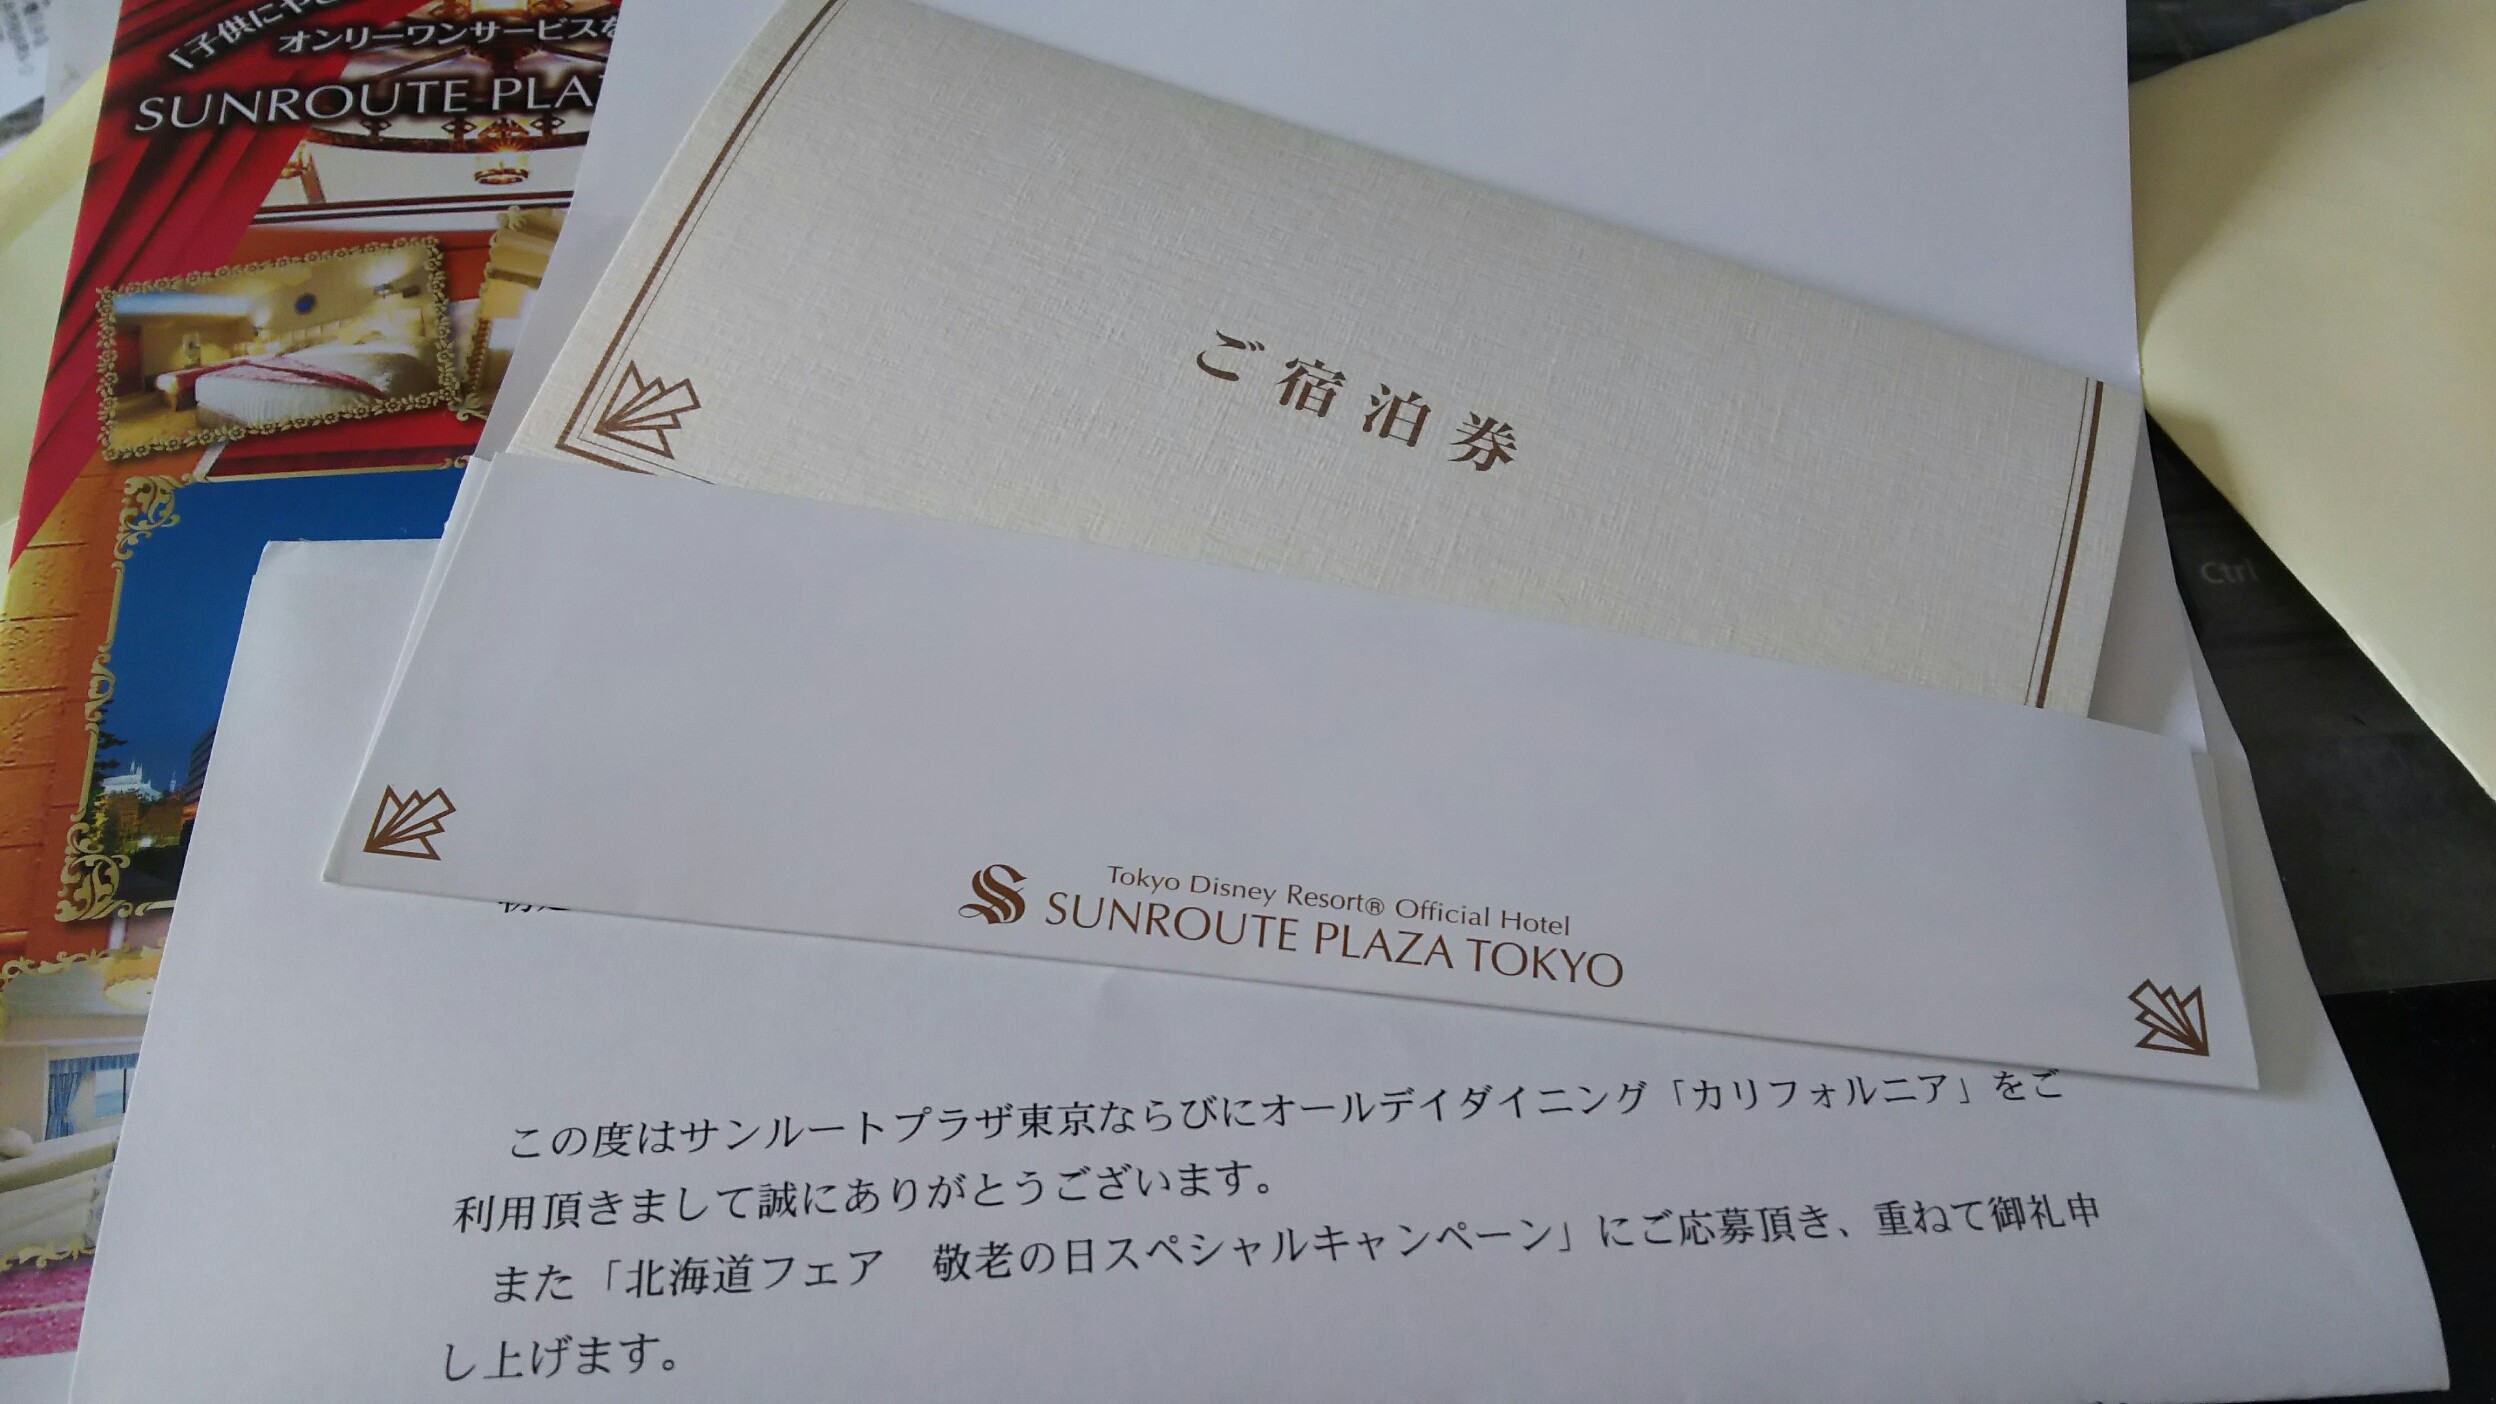 「子供にや
オンリーワンサービスを
SUNROUTE PLA
ご宿泊券
Ctrl
Tokyo Disney Resort® Official Hotel
S SUNROUTE PLAZA TOKYO
この度はサンルートプラザ東京ならびにオールデイダイニング「カリフォルニア」をご
利用頂きまして誠にありがとうございます。
また「北海道フェア　敬老の日スペシャルキャンペーン」にご応募頂き、重ねて御礼申
し上げます。